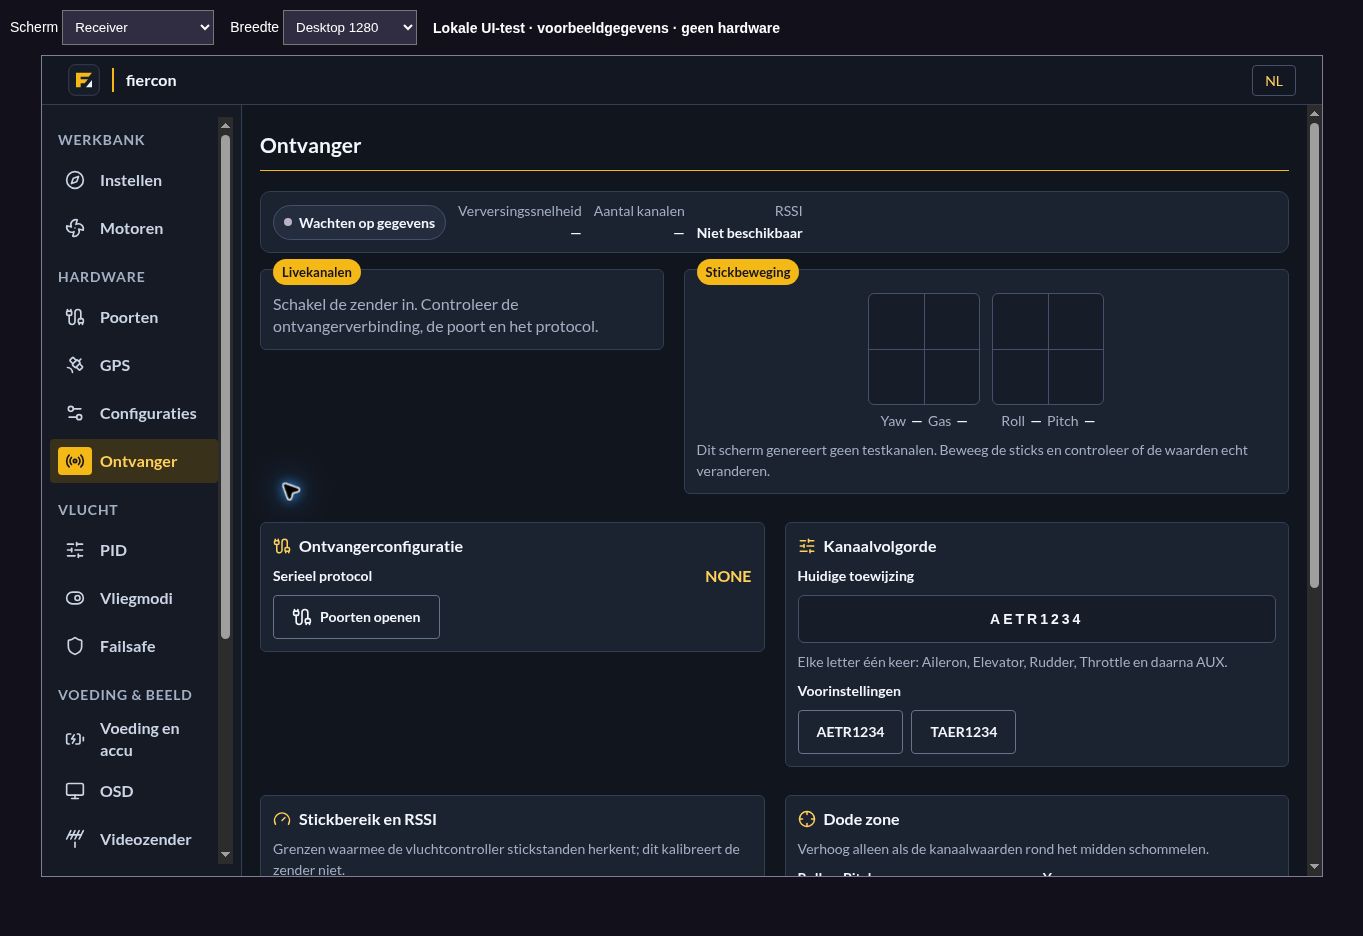 Scherm Receiver Breedte Desktop 1280 Lokale UI-test · voorbeeldgegevens · geen hardware
fiercon NL
WERKBANK
Instellen
Motoren
HARDWARE
Poorten
GPS
Configuraties
Ontvanger
VLUCHT
PID
Vliegmodi
Failsafe
VOEDING & BEELD
Voeding en
accu
OSD
Videozender
Ontvanger
Wachten op gegevens
Verversingssnelheid Aantal kanalen RSSI
— — Niet beschikbaar
Livekanalen
Schakel de zender in. Controleer de
ontvangerverbinding, de poort en het protocol.
Stickbeweging
Yaw — Gas — Roll — Pitch —
Dit scherm genereert geen testkanalen. Beweeg de sticks en controleer of de waarden echt
veranderen.
Ontvangerconfiguratie
Serieel protocol NONE
Poorten openen
Kanaalvolgorde
Huidige toewijzing
AETR1234
Elke letter één keer: Aileron, Elevator, Rudder, Throttle en daarna AUX.
Voorinstellingen
AETR1234 TAER1234
Stickbereik en RSSI
Grenzen waarmee de vluchtcontroller stickstanden herkent; dit kalibreert de
zender niet.
Dode zone
Verhoog alleen als de kanaalwaarden rond het midden schommelen.